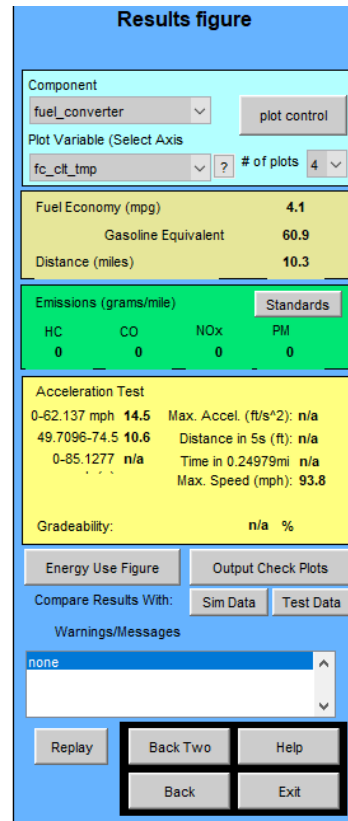 Results figure
Component
fuel_converter
plot control
Plot Variable (Select Axis
fc_clt_tmp ? # of plots 4
Fuel Economy (mpg) 4.1
Gasoline Equivalent 60.9
Distance (miles) 10.3
Emissions (grams/mile) Standards
HC CO NOx PM
0 0 0 0
Acceleration Test
0-62.137 mph 14.5 Max. Accel. (ft/s^2): n/a
49.7096-74.5 10.6 Distance in 5s (ft): n/a
0-85.1277 n/a Time in 0.24979mi n/a
Max. Speed (mph): 93.8
Gradeability: n/a %
Energy Use Figure Output Check Plots
Compare Results With: Sim Data Test Data
Warnings/Messages
none
Replay Back Two Help
Back Exit